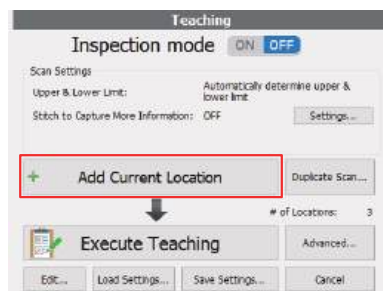 Teaching
Inspection mode ON OFF
Scan Settings
Upper & Lower Limit: Automatically determine upper & lower limit
Stitch to Capture More Information: OFF Settings...
+ Add Current Location Duplicate Scan...
# of Locations: 3
Execute Teaching Advanced...
Edit... Load Settings... Save Settings... Cancel